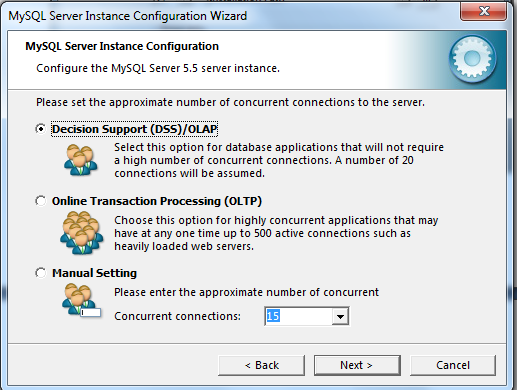 MySQL Server Instance Configuration Wizard
MySQL Server Instance Configuration
Configure the MySQL Server 5.5 server instance.
Please set the approximate number of concurrent connections to the server.
Decision Support (DSS)/OLAP
Select this option for database applications that will not require
a high number of concurrent connections. A number of 20
connections will be assumed.
Online Transaction Processing (OLTP)
Choose this option for highly concurrent applications that may
have at any one time up to 500 active connections such as
heavily loaded web servers.
Manual Setting
Please enter the approximate number of concurrent
Concurrent connections: 15
< Back Next > Cancel